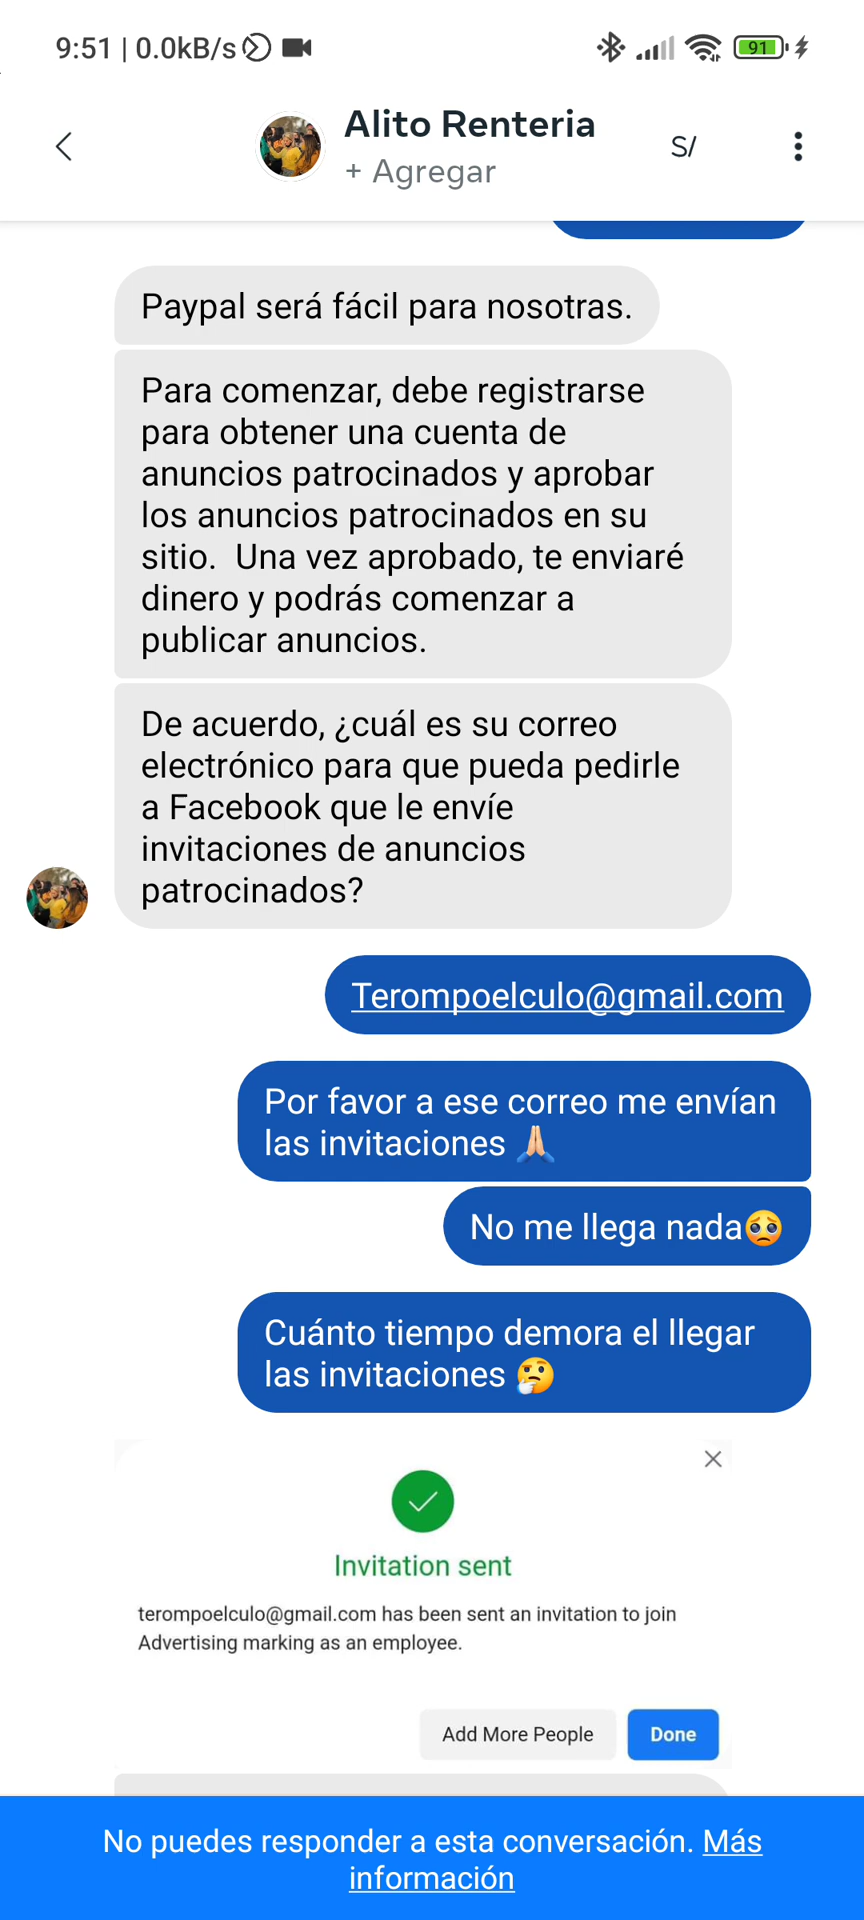 9:51 | 0.0kB/s
91
Alito Renteria
+ Agregar
S/
Paypal será fácil para nosotras.
Para comenzar, debe registrarse
para obtener una cuenta de
anuncios patrocinados y aprobar
los anuncios patrocinados en su
sitio.  Una vez aprobado, te enviaré
dinero y podrás comenzar a
publicar anuncios.
De acuerdo, ¿cuál es su correo
electrónico para que pueda pedirle
a Facebook que le envíe
invitaciones de anuncios
patrocinados?
Terompoelculo@gmail.com
Por favor a ese correo me envían
las invitaciones 🙏🏻
No me llega nada🥺
Cuánto tiempo demora el llegar
las invitaciones 🤔
Invitation sent
terompoelculo@gmail.com has been sent an invitation to join
Advertising marking as an employee.
Add More People
Done
No puedes responder a esta conversación. Más
información